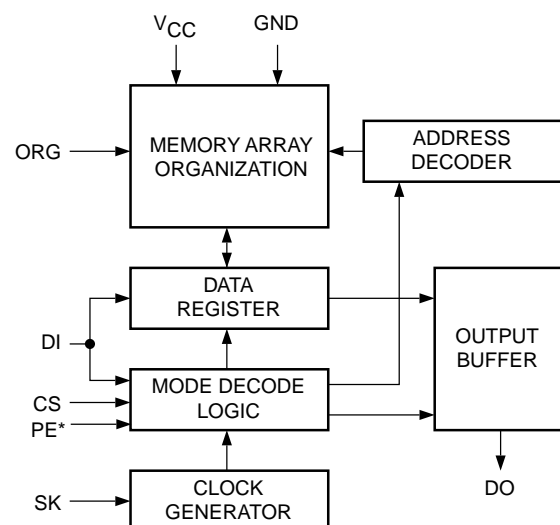 VCC
GND
ORG
MEMORY ARRAY
ORGANIZATION
ADDRESS
DECODER
DATA
REGISTER
DI
OUTPUT
BUFFER
MODE DECODE
LOGIC
CS
PE*
SK
CLOCK
GENERATOR
DO